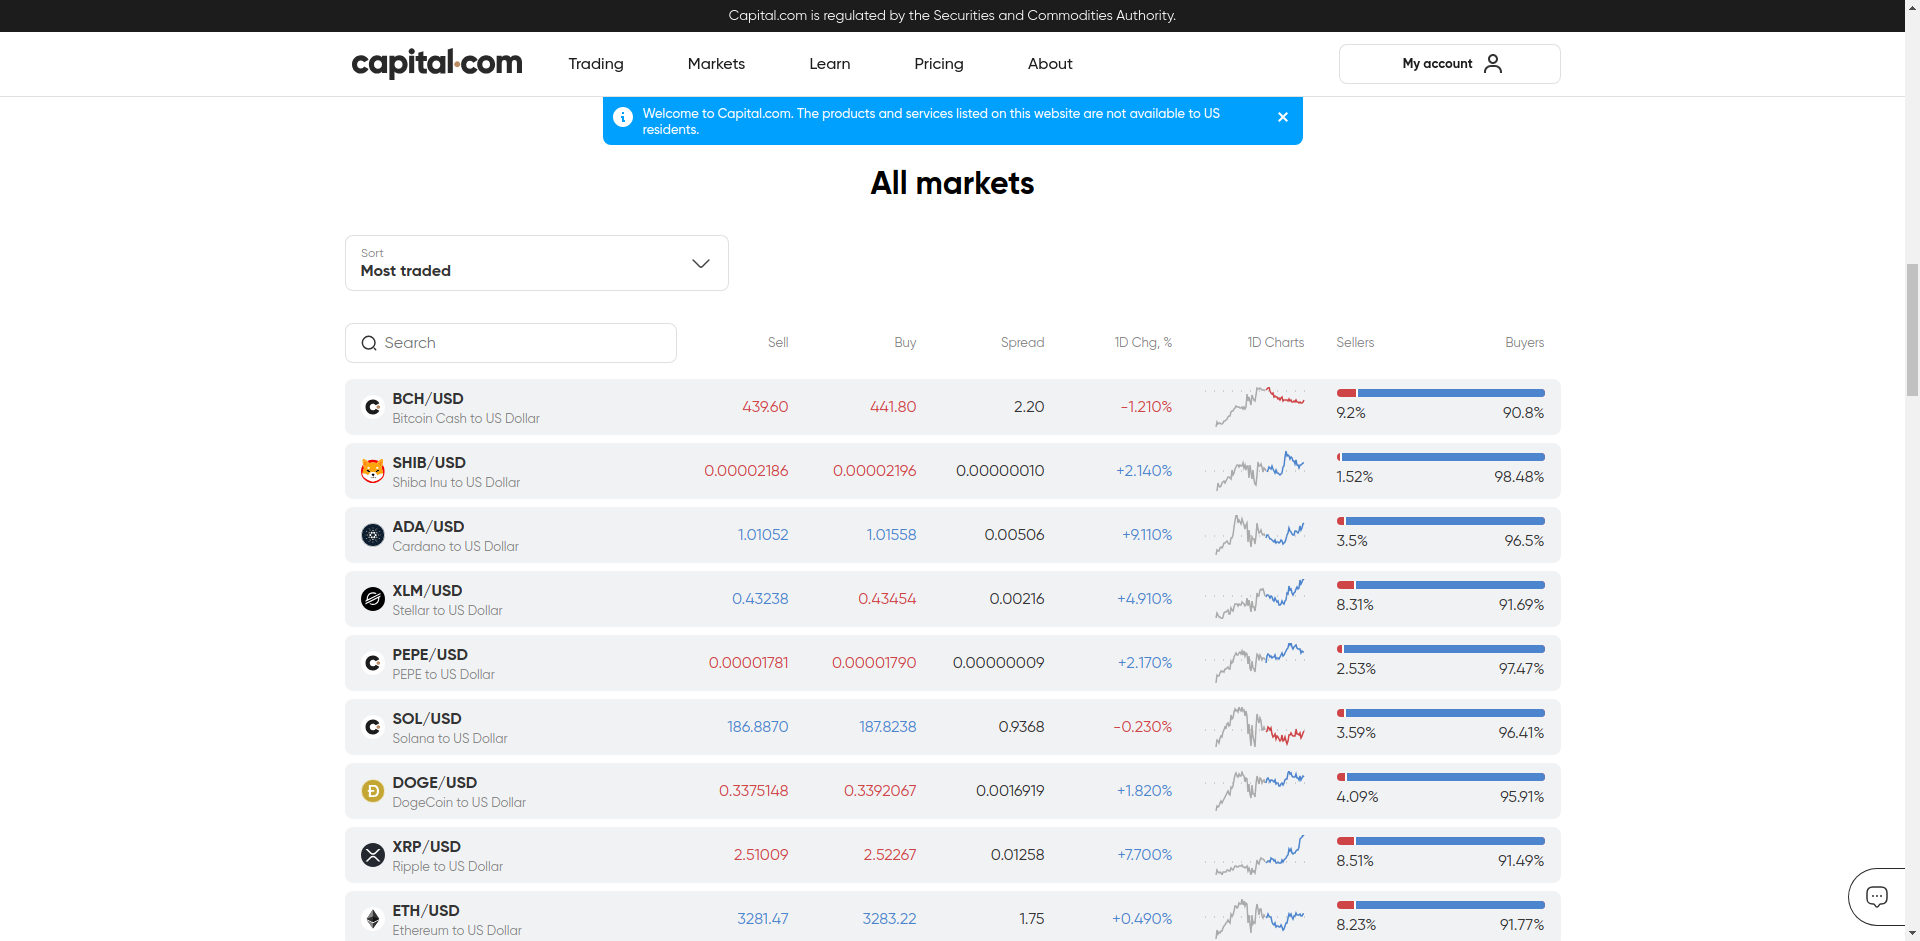 Capital.com is regulated by the Securities and Commodities Authority.
capital.com Trading Markets Learn Pricing About My account
Welcome to Capital.com. The products and services listed on this website are not available to US
residents.
All markets
Sort
Most traded
Search Sell Buy Spread 1D Chg, % 1D Charts Sellers Buyers
BCH/USD
Bitcoin Cash to US Dollar
439.60 441.80 2.20 -1.210% 9.2% 90.8%
SHIB/USD
Shiba Inu to US Dollar
0.00002186 0.00002196 0.00000010 +2.140% 1.52% 98.48%
ADA/USD
Cardano to US Dollar
1.01052 1.01558 0.00506 +9.110% 3.5% 96.5%
XLM/USD
Stellar to US Dollar
0.43238 0.43454 0.00216 +4.910% 8.31% 91.69%
PEPE/USD
PEPE to US Dollar
0.00001781 0.00001790 0.00000009 +2.170% 2.53% 97.47%
SOL/USD
Solana to US Dollar
186.8870 187.8238 0.9368 -0.230% 3.59% 96.41%
DOGE/USD
DogeCoin to US Dollar
0.3375148 0.3392067 0.0016919 +1.820% 4.09% 95.91%
XRP/USD
Ripple to US Dollar
2.51009 2.52267 0.01258 +7.700% 8.51% 91.49%
ETH/USD
Ethereum to US Dollar
3281.47 3283.22 1.75 +0.490% 8.23% 91.77%